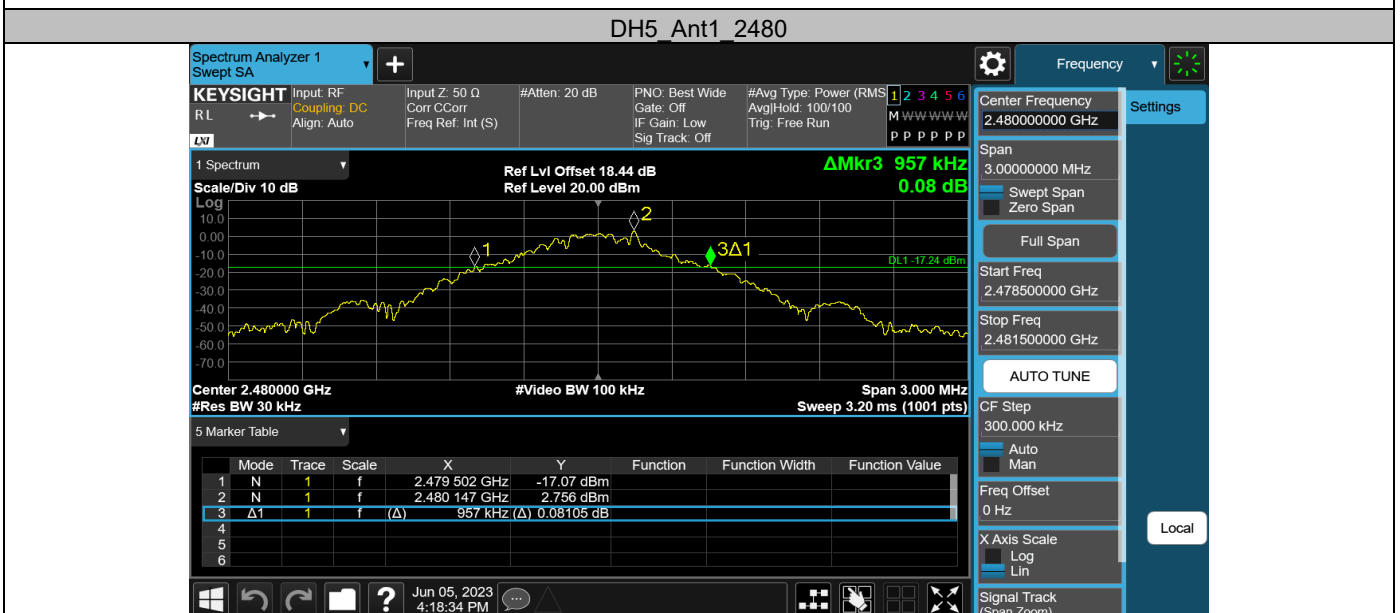 DH5_Ant1_2480
Spectrum Analyzer 1
Swept SA
Frequency
KEYSIGHT
RL
LXI
Input: RF
Coupling: DC
Align: Auto
Input Z: 50 Ω
Corr CCorr
Freq Ref: Int (S)
#Atten: 20 dB
PNO: Best Wide
Gate: Off
IF Gain: Low
Sig Track: Off
#Avg Type: Power (RMS
Avg|Hold: 100/100
Trig: Free Run
1 2 3 4 5 6
M W W W W W
P P P P P P
1 Spectrum
Scale/Div 10 dB
Ref Lvl Offset 18.44 dB
Ref Level 20.00 dBm
ΔMkr3 957 kHz
0.08 dB
Log
10.0
0.00
-10.0
-20.0
-30.0
-40.0
-50.0
-60.0
-70.0
1
2
3Δ1
DL1 -17.24 dBm
Center 2.480000 GHz
#Res BW 30 kHz
#Video BW 100 kHz
Span 3.000 MHz
Sweep 3.20 ms (1001 pts)
5 Marker Table
Mode Trace Scale X Y Function Function Width Function Value
1 N 1 f 2.479 502 GHz -17.07 dBm
2 N 1 f 2.480 147 GHz 2.756 dBm
3 Δ1 1 f (Δ) 957 kHz (Δ) 0.08105 dB
4
5
6
Jun 05, 2023
4:18:34 PM
Center Frequency
2.480000000 GHz
Settings
Span
3.00000000 MHz
Swept Span
Zero Span
Full Span
Start Freq
2.478500000 GHz
Stop Freq
2.481500000 GHz
AUTO TUNE
CF Step
300.000 kHz
Auto
Man
Freq Offset
0 Hz
Local
X Axis Scale
Log
Lin
Signal Track
(Span Zoom)